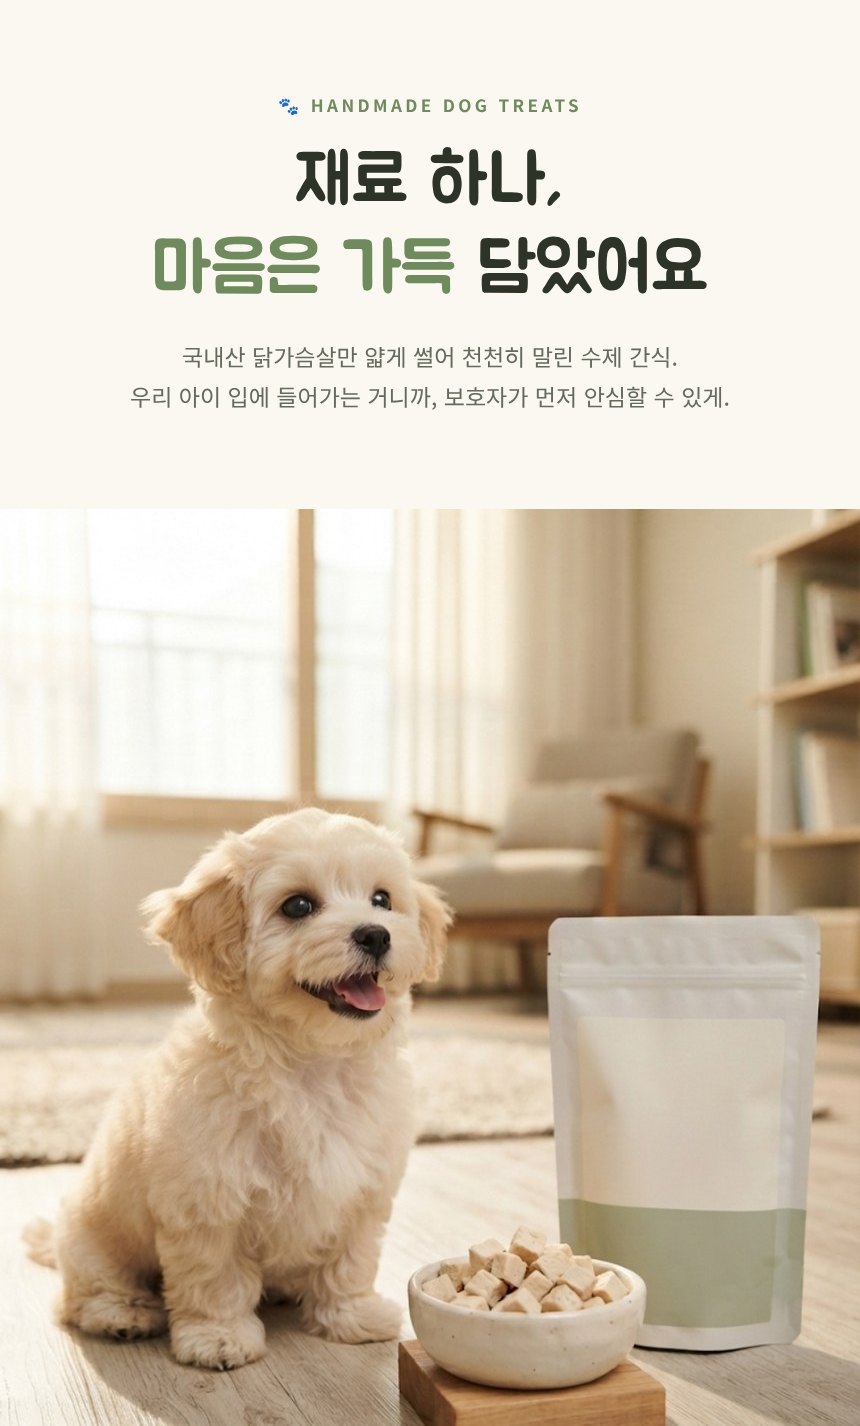 🐾 HANDMADE DOG TREATS
재료 하나,
마음은 가득 담았어요
국내산 닭가슴살만 얇게 썰어 천천히 말린 수제 간식.
우리 아이 입에 들어가는 거니까, 보호자가 먼저 안심할 수 있게.